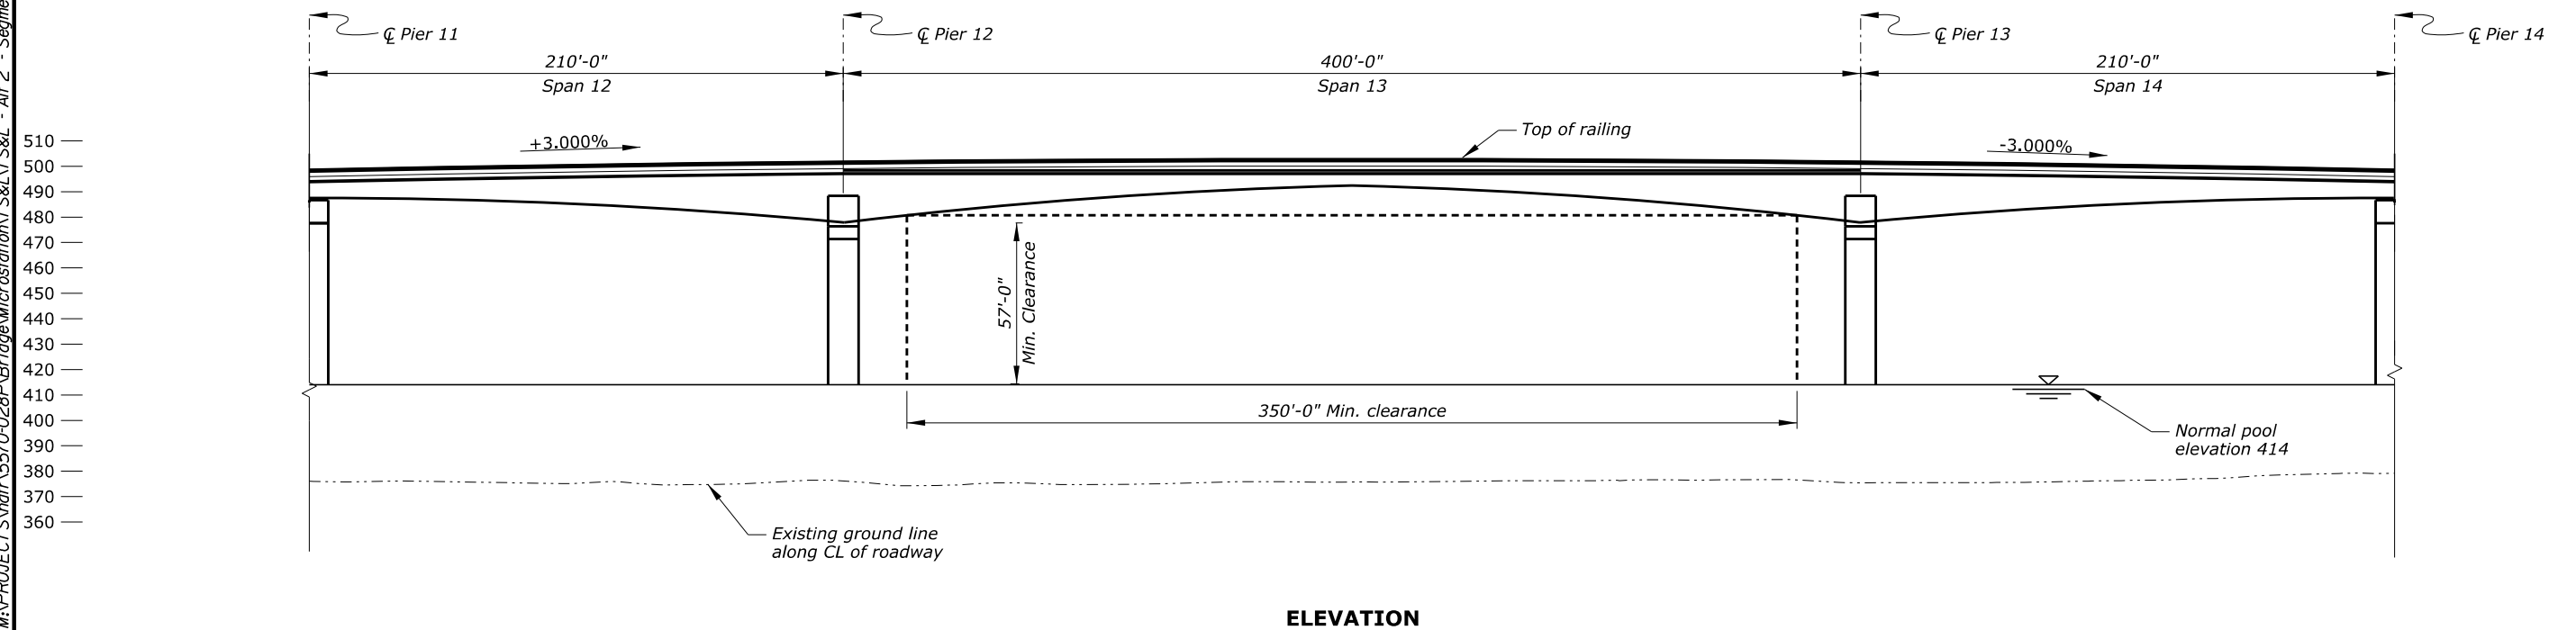 ℄ Pier 11
℄ Pier 12
℄ Pier 13
℄ Pier 14
210'-0"
Span 12
400'-0"
Span 13
210'-0"
Span 14
+3.000%
Top of railing
-3.000%
510
500
490
480
470
460
450
440
430
420
410
400
390
380
370
360
57'-0"
Min. Clearance
350'-0" Min. clearance
Normal pool
elevation 414
Existing ground line
along CL of roadway
ELEVATION